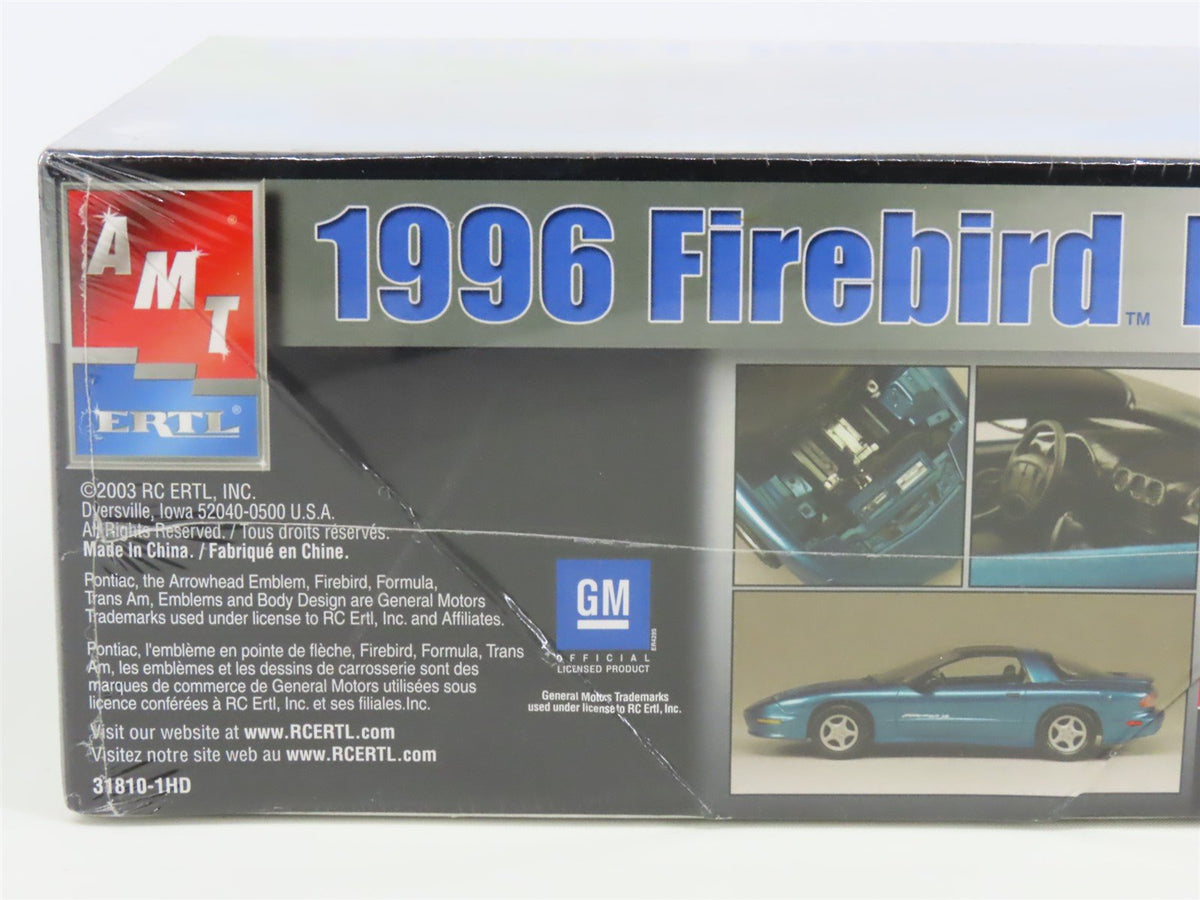 AMT®
ERTL®
1996 Firebird™
©2003 RC ERTL, INC.
Dyersville, Iowa 52040-0500 U.S.A.
All Rights Reserved. / Tous droits réservés.
Made in China. / Fabriqué en Chine.
Pontiac, the Arrowhead Emblem, Firebird, Formula,
Trans Am, Emblems and Body Design are General Motors
Trademarks used under license to RC Ertl, Inc. and Affiliates.
Pontiac, l'emblème en pointe de flèche, Firebird, Formula, Trans
Am, les emblèmes et les dessins de carrosserie sont des
marques de commerce de General Motors utilisées sous
licence conférées à RC Ertl, Inc. et ses filiales.Inc.
Visit our website at www.RCERTL.com
Visitez notre site web au www.RCERTL.com
31810-1HD
GM
ER4295
OFFICIAL
LICENSED PRODUCT
General Motors Trademarks
used under license to RC Ertl, Inc.